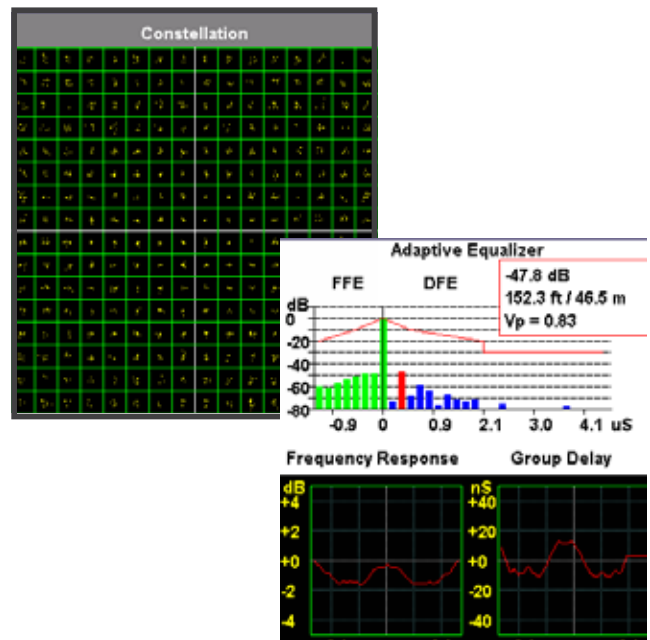 Constellation
Adaptive Equalizer
FFE DFE
-47.8 dB
152.3 ft / 46.5 m
Vp = 0.83
dB
0
-20
-40
-60
-80
-0.9 0 0.9 2.1 3.0 4.1 uS
Frequency Response Group Delay
dB nS
+4 +40
+2 +20
+0 +0
-2 -20
-4 -40